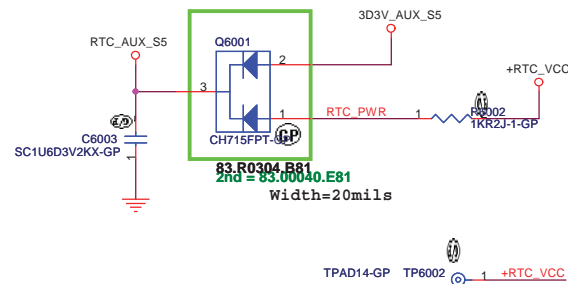 3D3V_AUX_S5
RTC_AUX_S5
Q6001
+RTC_VCC
2
3
1
RTC_PWR
1
R6002
1KR2J-1-GP
C6003
SC1U6D3V2KX-GP
1
CH715FPT-GP
GP
83.R0304.B81
2nd = 83.00040.E81
Width=20mils
TPAD14-GP
TP6002
1
+RTC_VCC